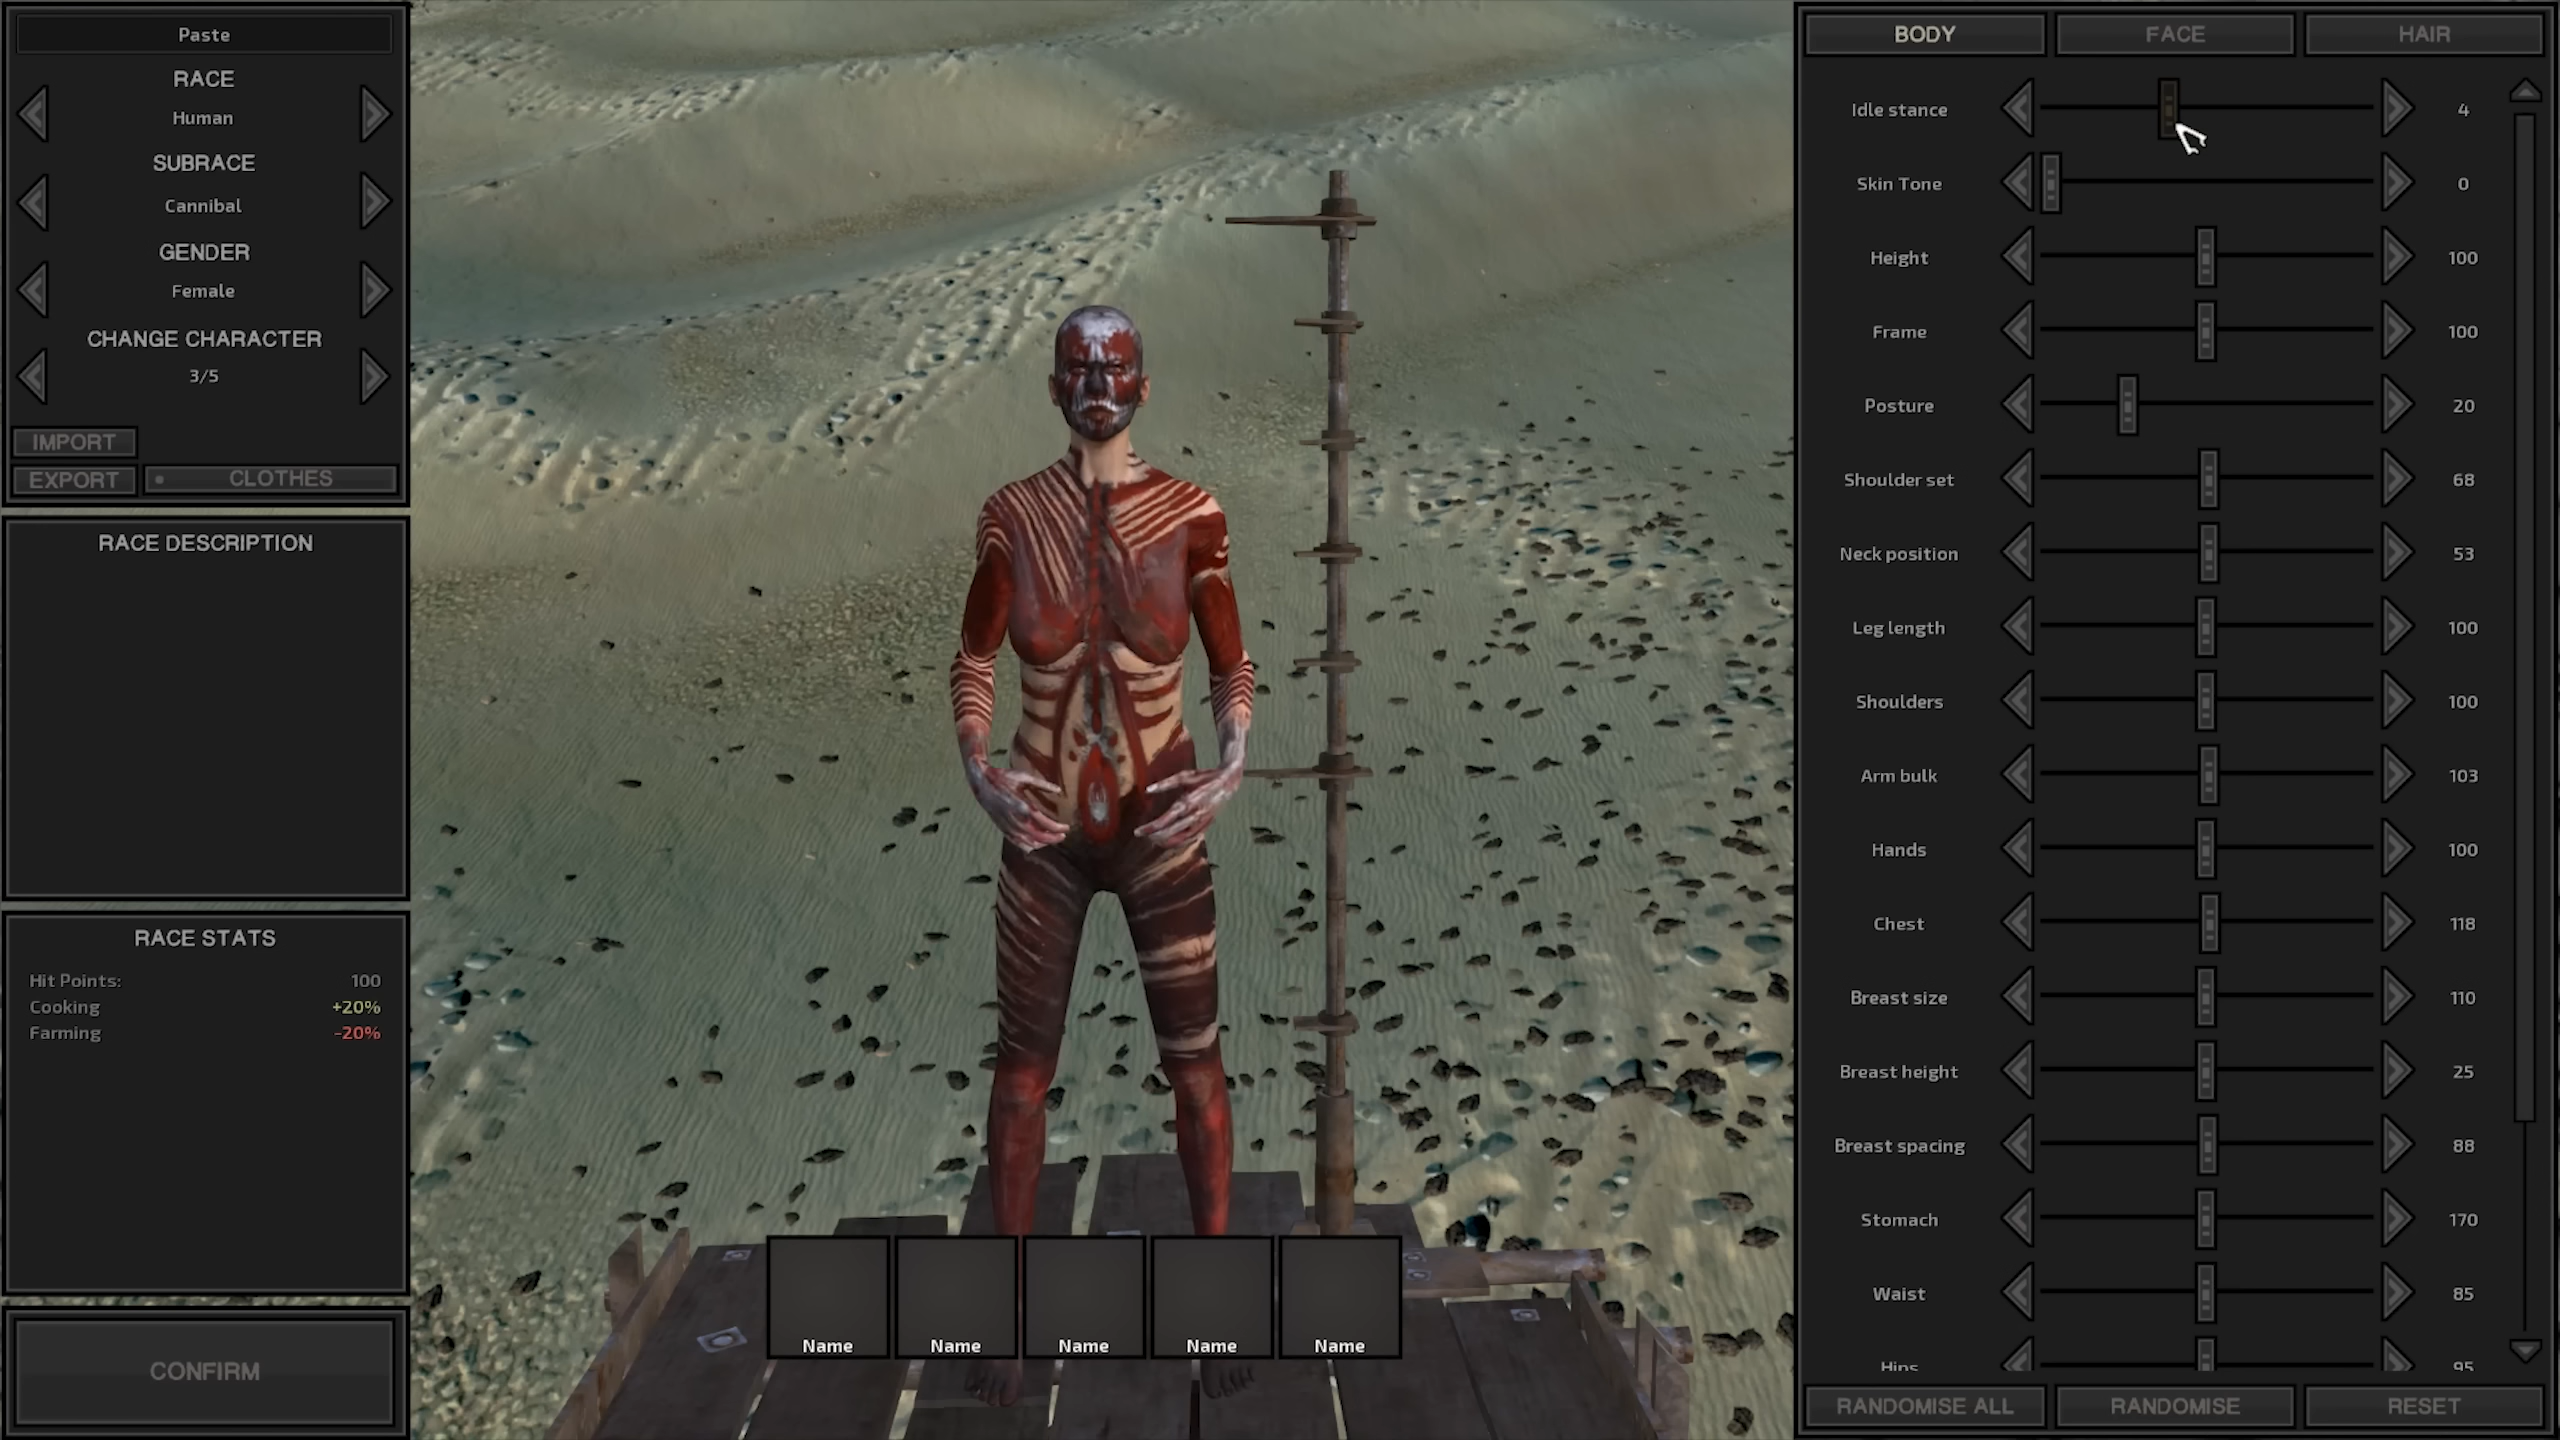 Paste
RACE
Human
SUBRACE
Cannibal
GENDER
Female
CHANGE CHARACTER
3/5
IMPORT
EXPORT
CLOTHES
RACE DESCRIPTION
RACE STATS
Hit Points: 100
Cooking +20%
Farming -20%
CONFIRM
Name Name Name Name Name
BODY FACE HAIR
Idle stance 4
Skin Tone 0
Height 100
Frame 100
Posture 20
Shoulder set 68
Neck position 53
Leg length 100
Shoulders 100
Arm bulk 103
Hands 100
Chest 118
Breast size 110
Breast height 25
Breast spacing 88
Stomach 170
Waist 85
Hips 95
RANDOMISE ALL RANDOMISE RESET